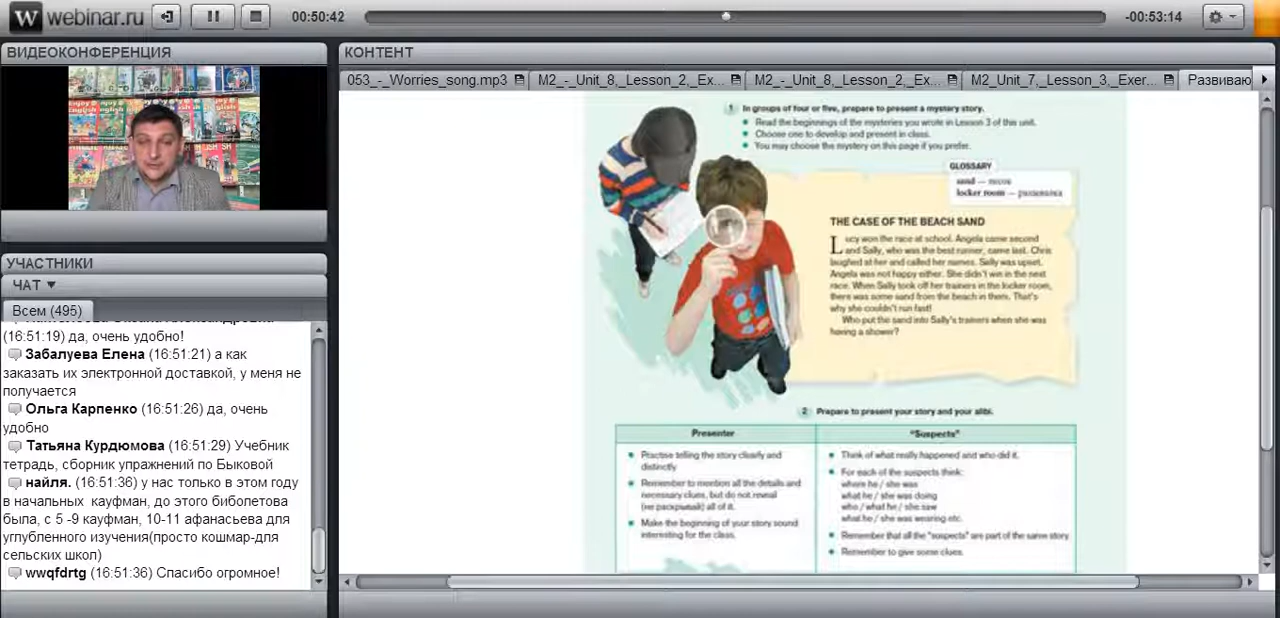 webinar.ru
00:50:42
-00:53:14
ВИДЕОКОНФЕРЕНЦИЯ
КОНТЕНТ
053_-_Worries_song.mp3
M2_-_Unit_8,_Lesson_2,_Ex...
M2_-_Unit_8,_Lesson_2,_Ex...
M2_Unit_7,_Lesson_3,_Exer...
Развиваю
УЧАСТНИКИ
ЧАТ
Всем (495)
(16:51:19) да, очень удобно!
Забалуева Елена (16:51:21) а как
заказать их электронной доставкой, у меня не
получается
Ольга Карпенко (16:51:26) да, очень
удобно
Татьяна Курдюмова (16:51:29) Учебник
тетрадь, сборник упражнений по Быковой
найля. (16:51:36) у нас только в этом году
в начальных кауфман, до этого биболетова
была, с 5 -9 кауфман, 10-11 афанасьева для
углубленного изучения(просто кошмар-для
сельских школ)
wwqfdrtg (16:51:36) Спасибо огромное!
1 In groups of four or five, prepare to present a mystery story.
Read the beginnings of the mysteries you wrote in Lesson 3 of this unit.
Choose one to develop and present in class.
You may choose the mystery on this page if you prefer.
GLOSSARY
sand — песок
locker room — раздевалка
THE CASE OF THE BEACH SAND
Lucy won the race at school. Angela came second
and Sally, who was the best runner, came last. Chris
laughed at her and called her names. Sally was upset.
Angela was not happy either. She didn't win in the next
race. When Sally took off her trainers in the locker room,
there was some sand from the beach in them. That's
why she couldn't run fast!
Who put the sand into Sally's trainers when she was
having a shower?
2 Prepare to present your story and your alibi.
Presenter
"Suspects"
Practise telling the story clearly and
distinctly
Remember to mention all the details and
necessary clues, but do not reveal
(не раскрывай) all of it.
Make the beginning of your story sound
interesting for the class.
Think of what really happened and who did it.
For each of the suspects think:
where he / she was
what he / she was doing
who / what he / she saw
what he / she was wearing etc.
Remember that all the "suspects" are part of the same story
Remember to give some clues.